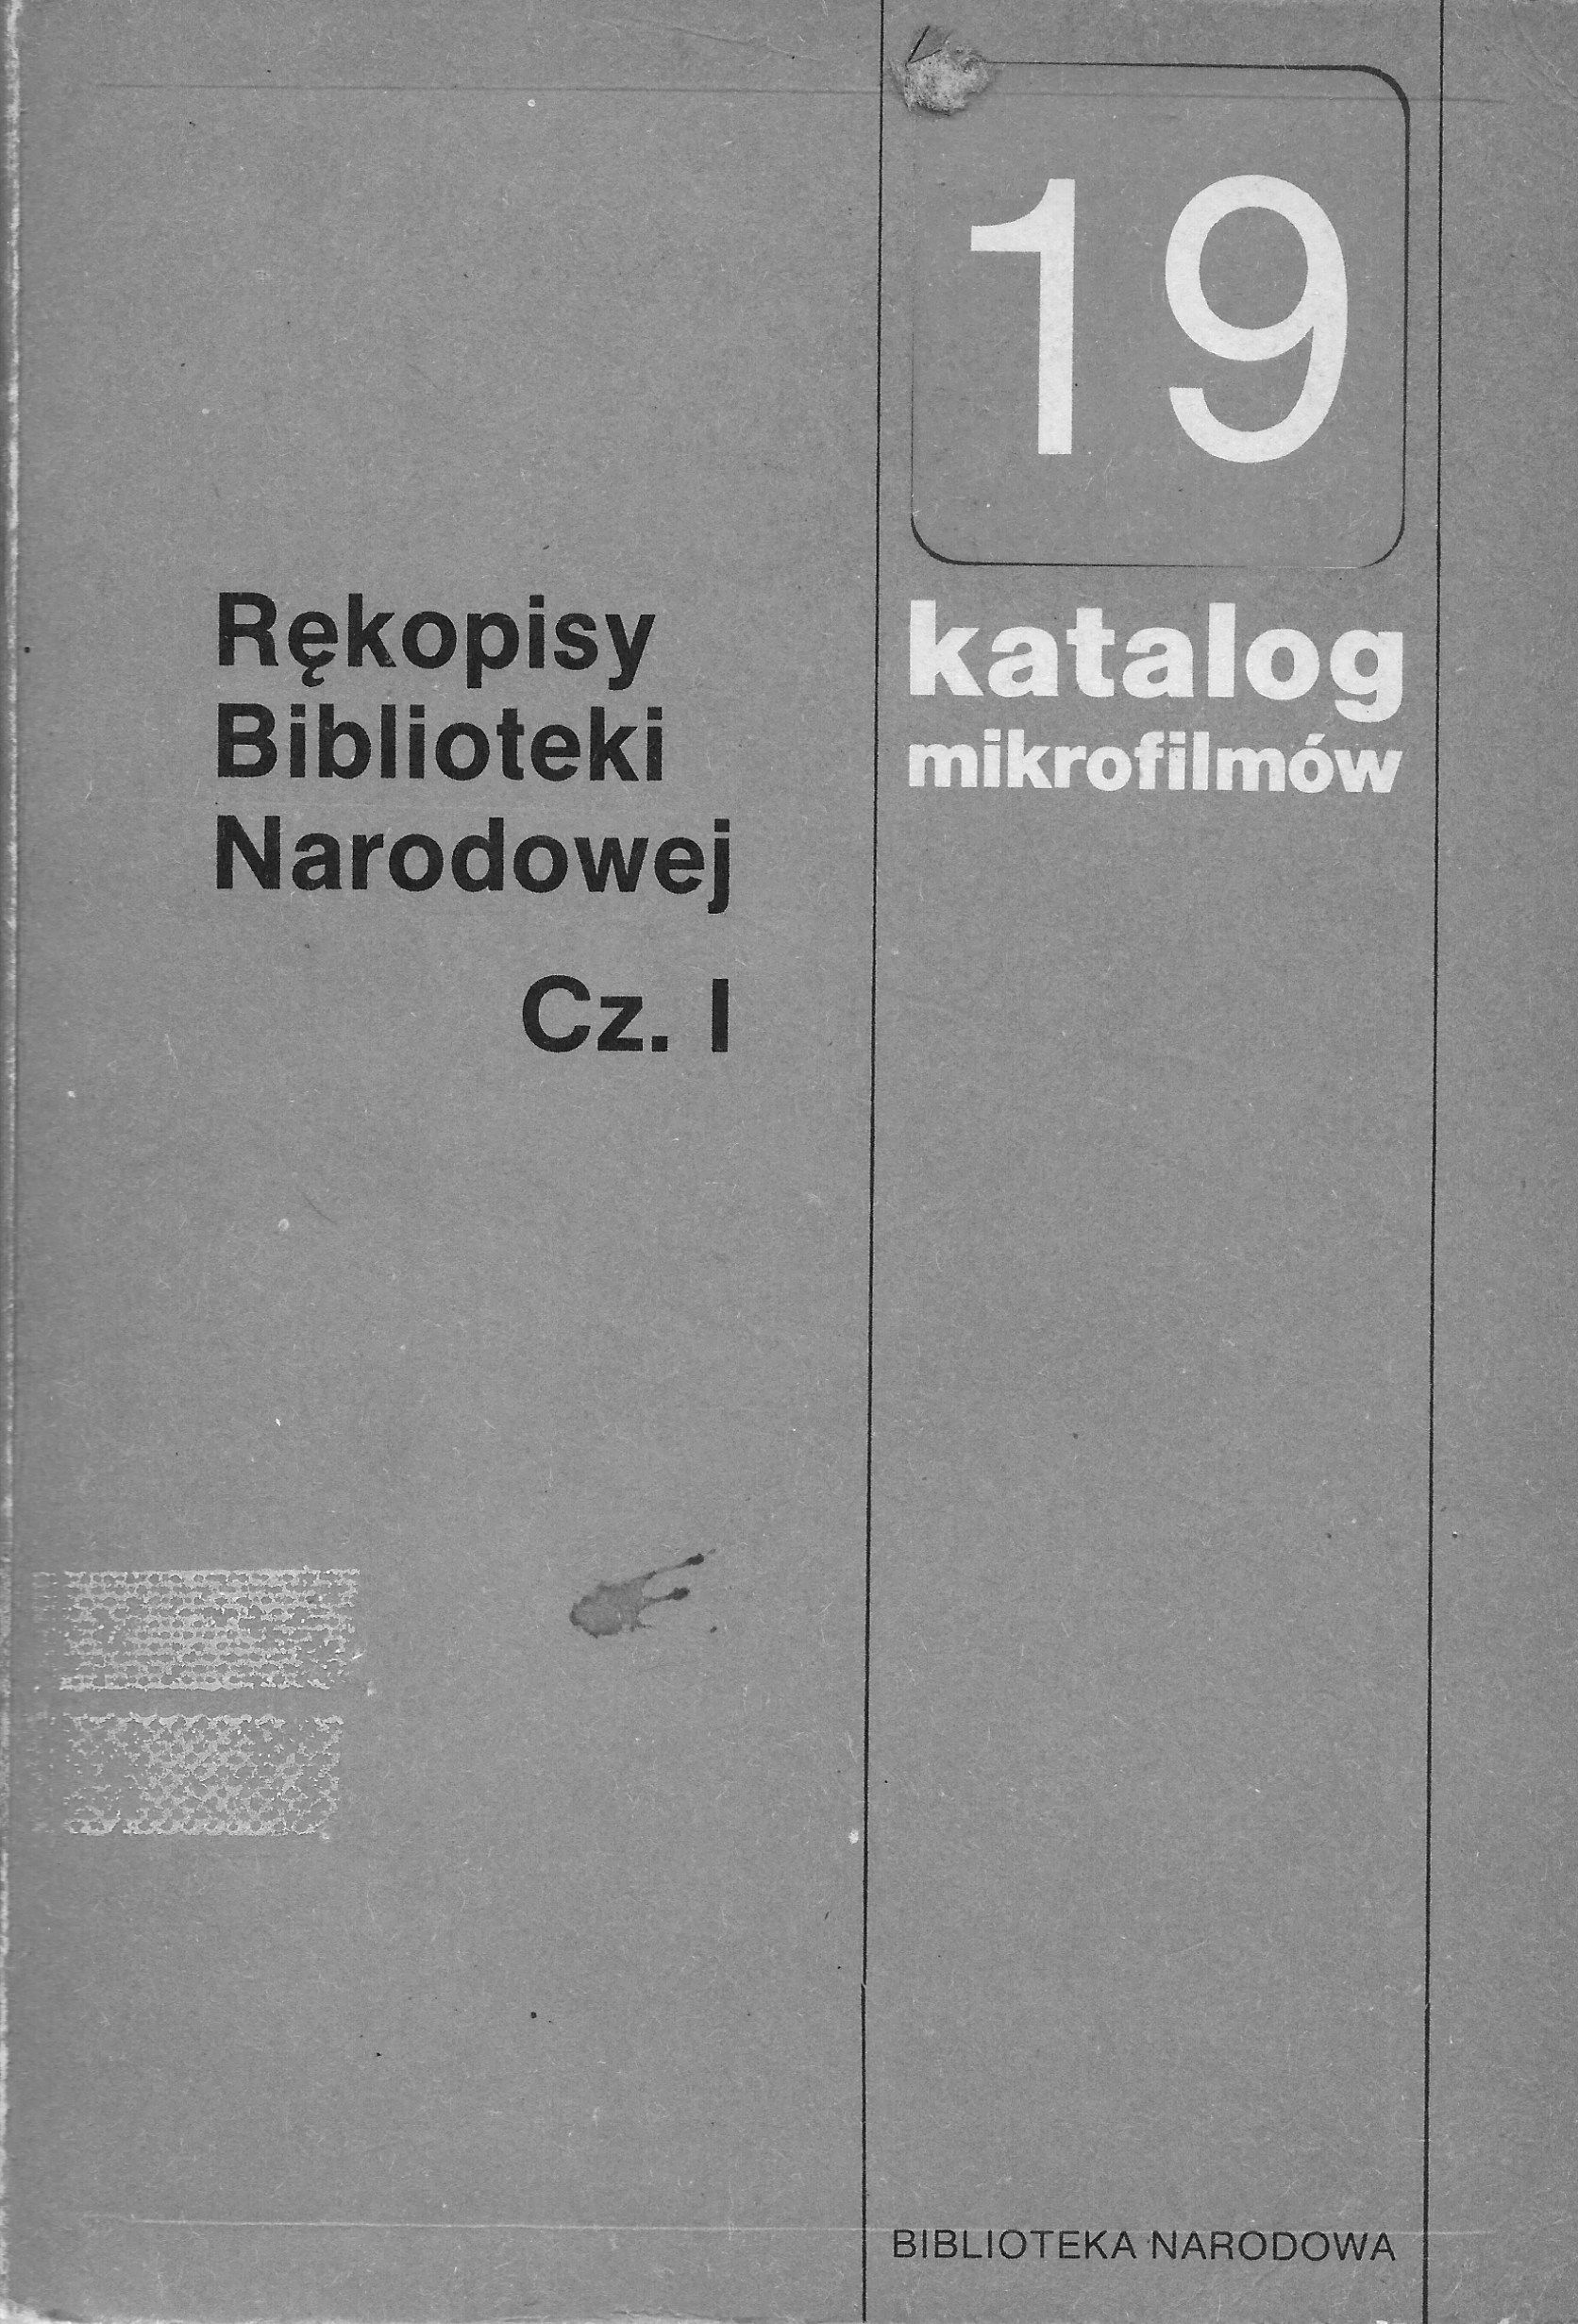 19
katalog
mikrofilmów
Rękopisy
Biblioteki
Narodowej
Cz. I
BIBLIOTEKA NARODOWA